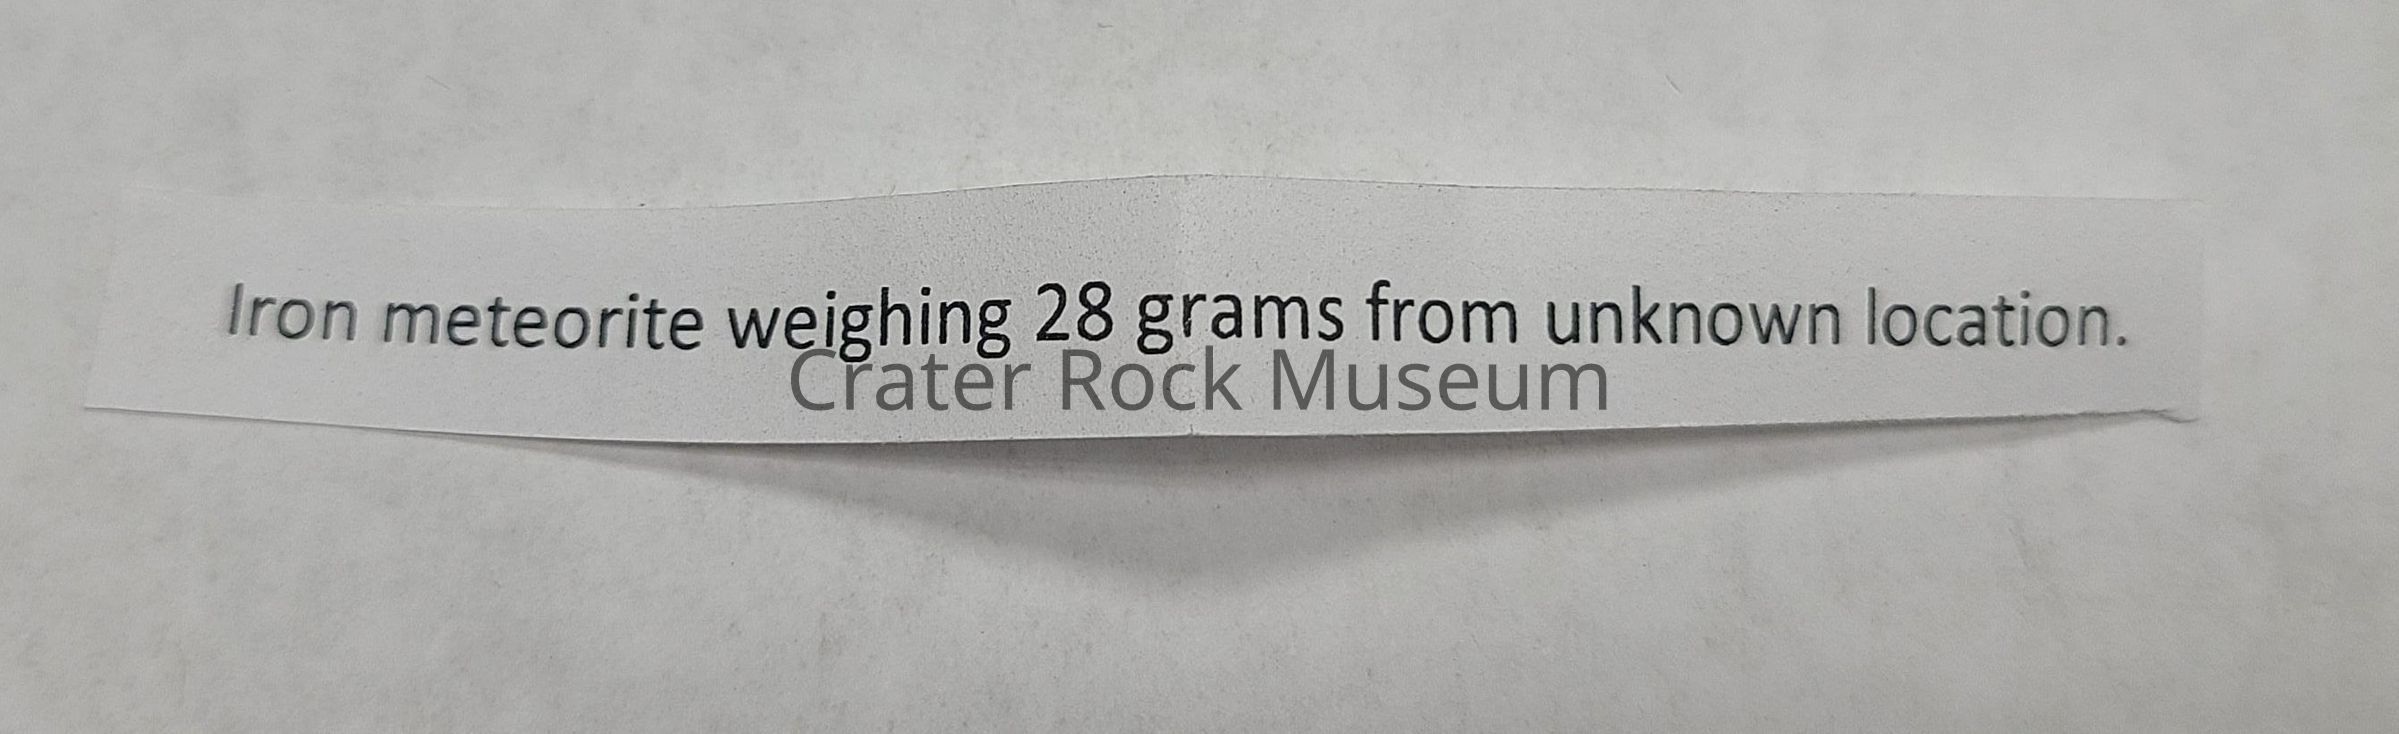 Iron meteorite weighing 28 grams from unknown location.
Crater Rock Museum